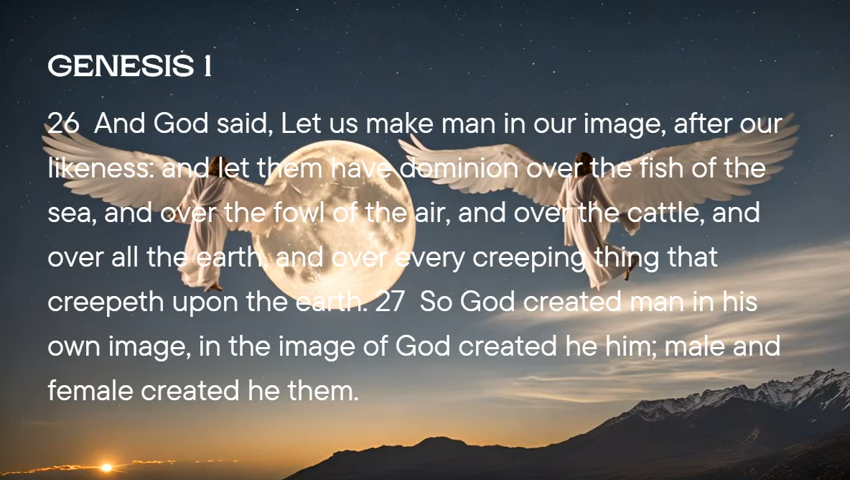 GENESIS 1
26 And God said, Let us make man in our image, after our
likeness: and let them have dominion over the fish of the
sea, and over the fowl of the air, and over the cattle, and
over all the earth, and over every creeping thing that
creepeth upon the earth. 27 So God created man in his
own image, in the image of God created he him; male and
female created he them.